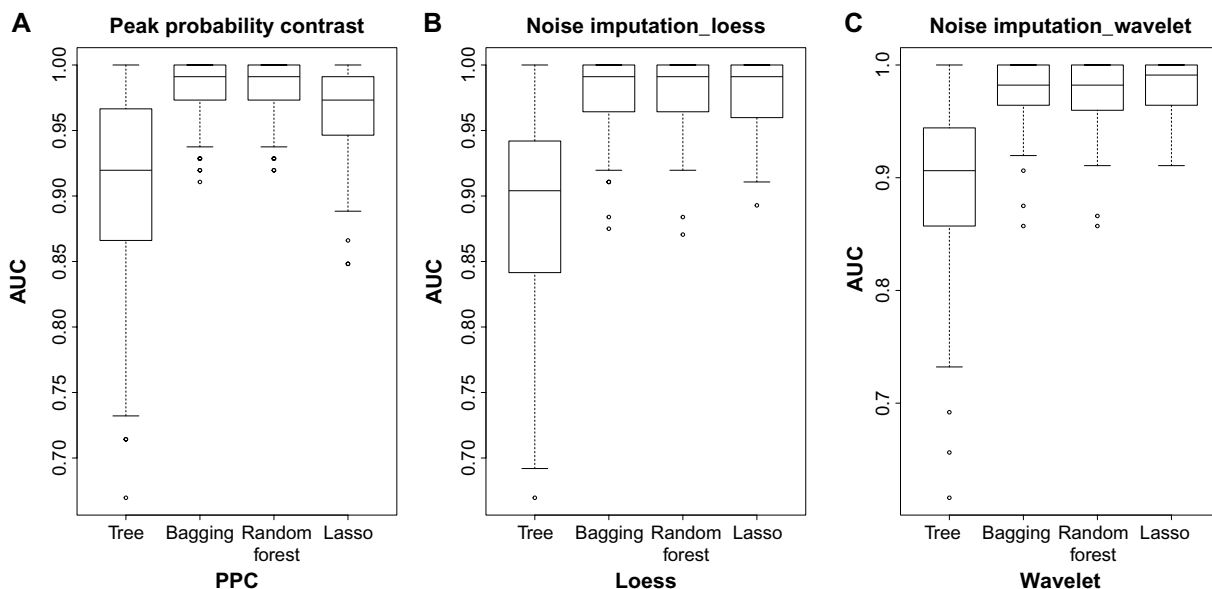 A
Peak probability contrast
1.00
0.95
0.90
0.85
0.80
0.75
0.70
AUC
Tree
Bagging
Random
forest
Lasso
PPC
B
Noise imputation_loess
1.00
0.95
0.90
0.85
0.80
0.75
0.70
AUC
Tree
Bagging
Random
forest
Lasso
Loess
C
Noise imputation_wavelet
1.0
0.9
0.8
0.7
AUC
Tree
Bagging
Random
forest
Lasso
Wavelet